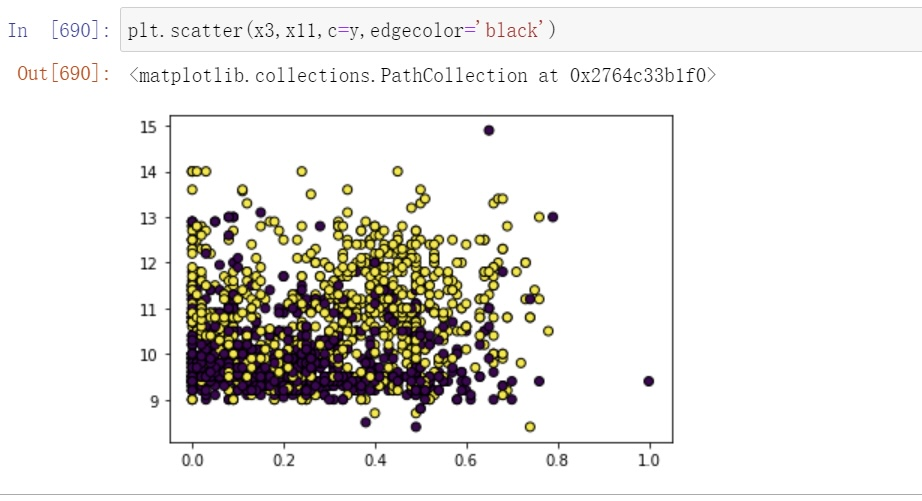 In [690]: plt.scatter(x3,x11,c=y,edgecolor='black')
Out[690]: <matplotlib.collections.PathCollection at 0x2764c33b1f0>
15
14
13
12
11
10
9
0.0 0.2 0.4 0.6 0.8 1.0